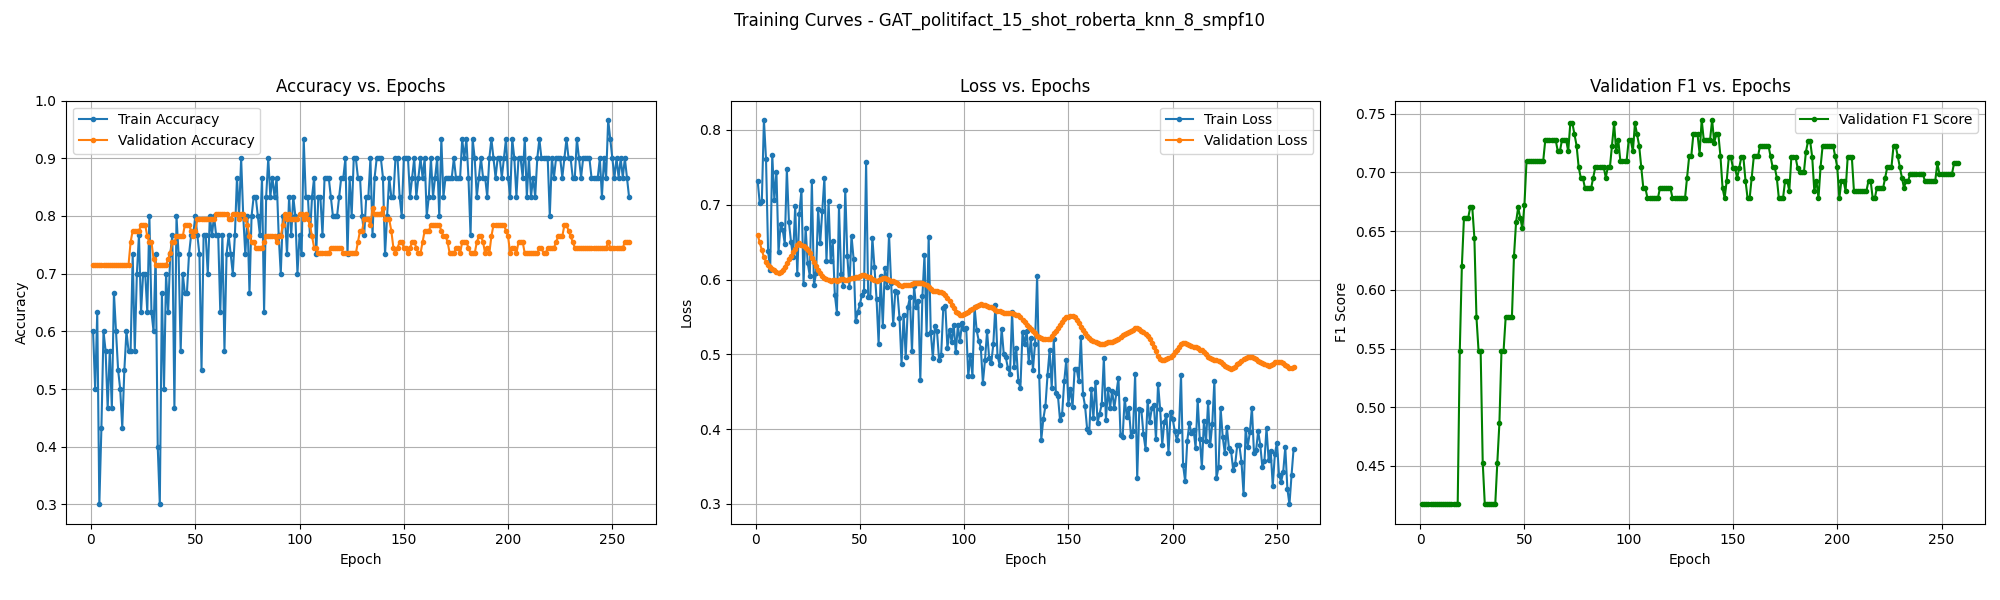 Training Curves - GAT_politifact_15_shot_roberta_knn_8_smpf10
Accuracy vs. Epochs
Train Accuracy
Validation Accuracy
1.0
0.9
0.8
0.7
0.6
0.5
0.4
0.3
Accuracy
0 50 100 150 200 250
Epoch
Loss vs. Epochs
Train Loss
Validation Loss
0.8
0.7
0.6
0.5
0.4
0.3
Loss
0 50 100 150 200 250
Epoch
Validation F1 vs. Epochs
Validation F1 Score
0.75
0.70
0.65
0.60
0.55
0.50
0.45
F1 Score
0 50 100 150 200 250
Epoch